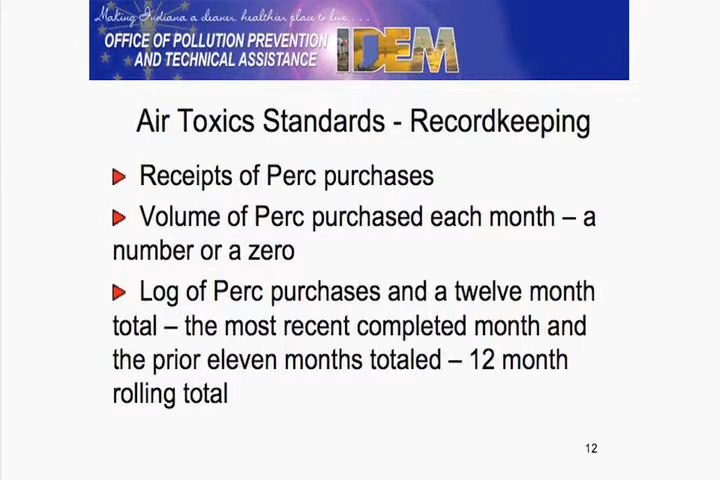 Making Indiana a cleaner, healthier place to live . . .
OFFICE OF POLLUTION PREVENTION
AND TECHNICAL ASSISTANCE
IDEM
Air Toxics Standards - Recordkeeping
Receipts of Perc purchases
Volume of Perc purchased each month – a
number or a zero
Log of Perc purchases and a twelve month
total – the most recent completed month and
the prior eleven months totaled – 12 month
rolling total
12